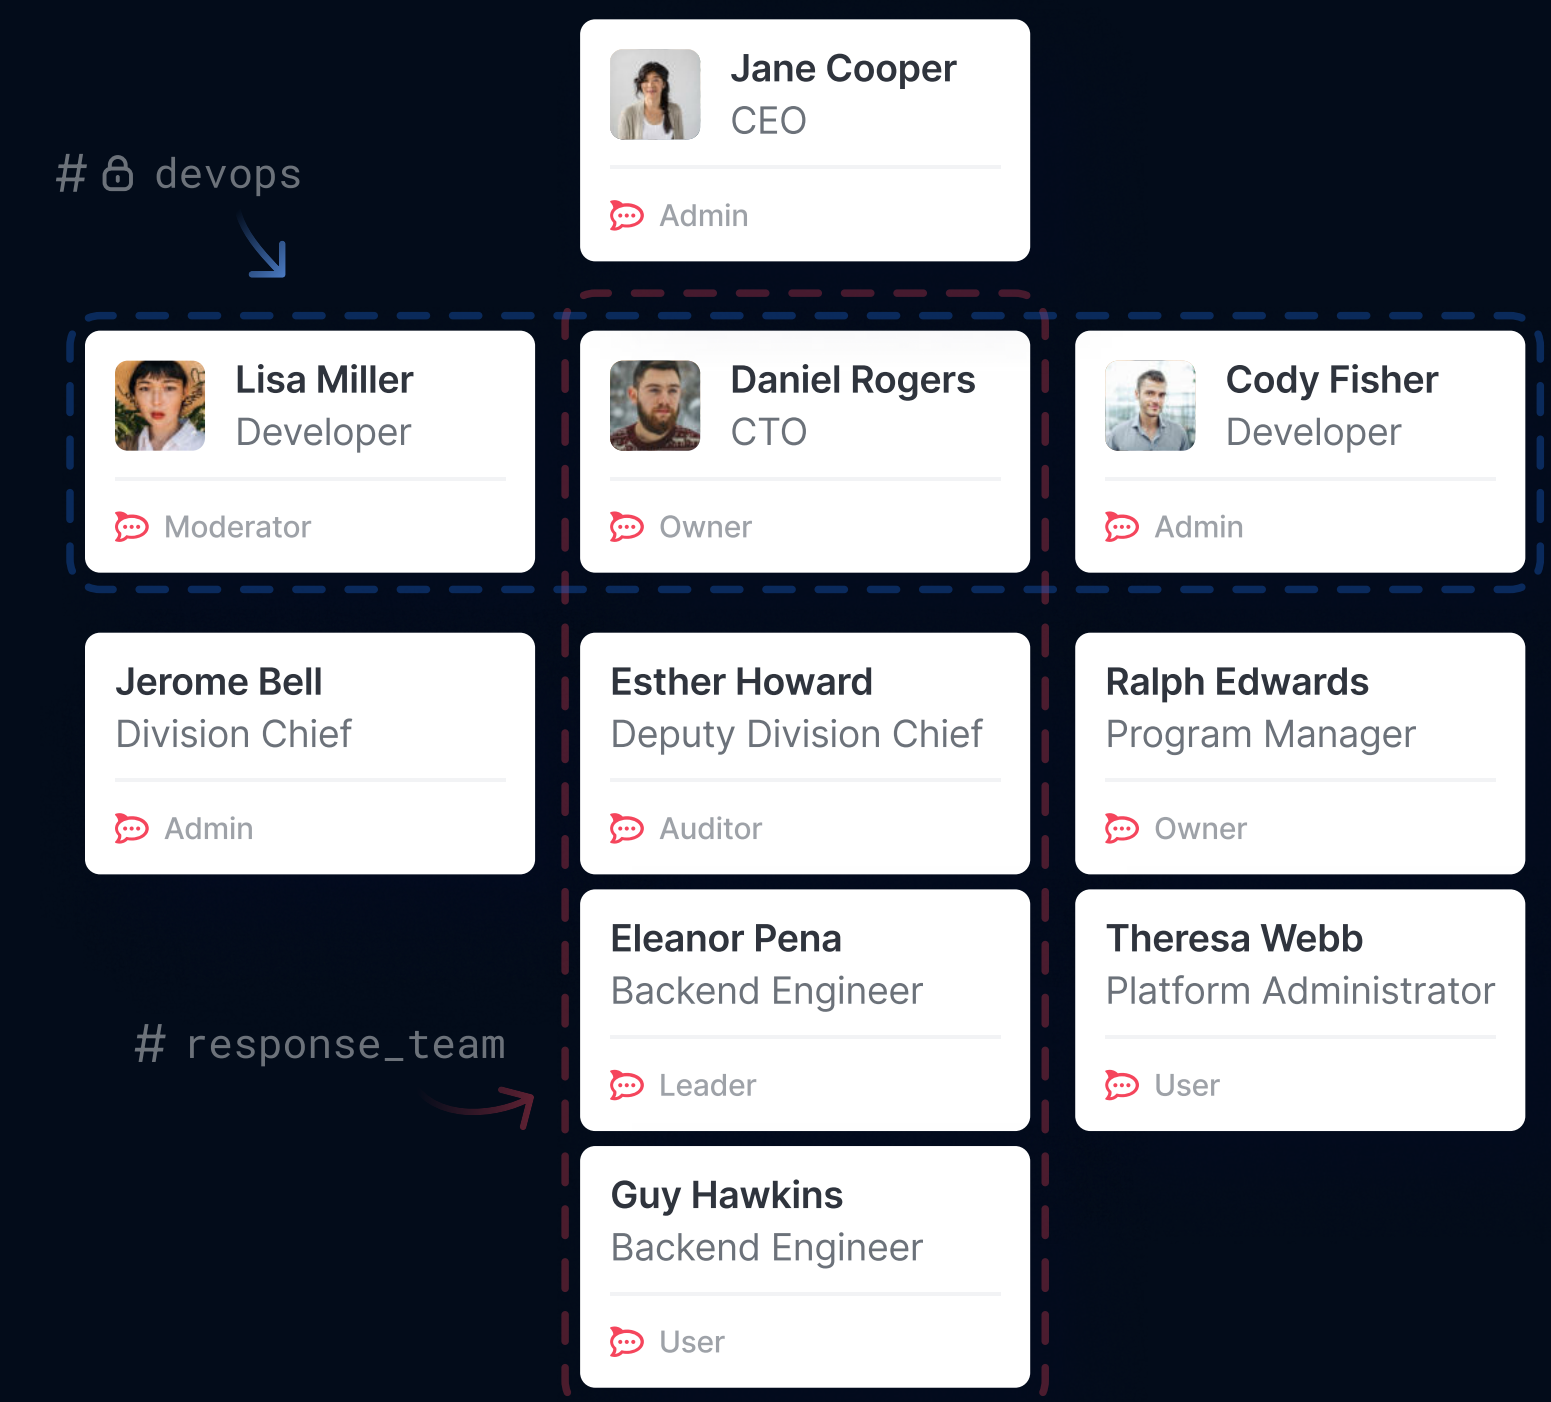 Jane Cooper
CEO
Admin
# devops
Lisa Miller
Developer
Moderator
Daniel Rogers
CTO
Owner
Cody Fisher
Developer
Admin
Jerome Bell
Division Chief
Admin
Esther Howard
Deputy Division Chief
Auditor
Ralph Edwards
Program Manager
Owner
Eleanor Pena
Backend Engineer
Leader
Theresa Webb
Platform Administrator
User
# response_team
Guy Hawkins
Backend Engineer
User